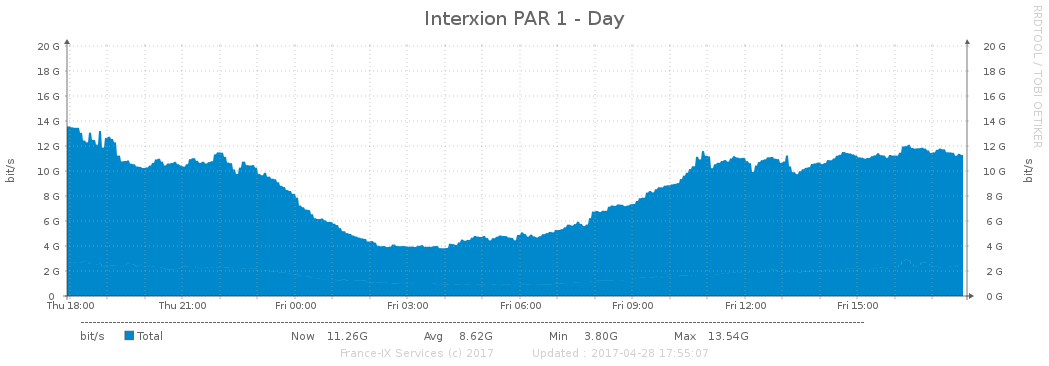 Interxion PAR 1 - Day
RRDTOOL / TOBI OETIKER
bit/s
20 G 20 G
18 G 18 G
16 G 16 G
14 G 14 G
12 G 12 G
10 G 10 G
8 G 8 G
6 G 6 G
4 G 4 G
2 G 2 G
0 0 G
bit/s
Thu 18:00 Thu 21:00 Fri 00:00 Fri 03:00 Fri 06:00 Fri 09:00 Fri 12:00 Fri 15:00
bit/s Total Now 11.26G Avg 8.62G Min 3.80G Max 13.54G
France-IX Services (c) 2017 Updated : 2017-04-28 17:55:07